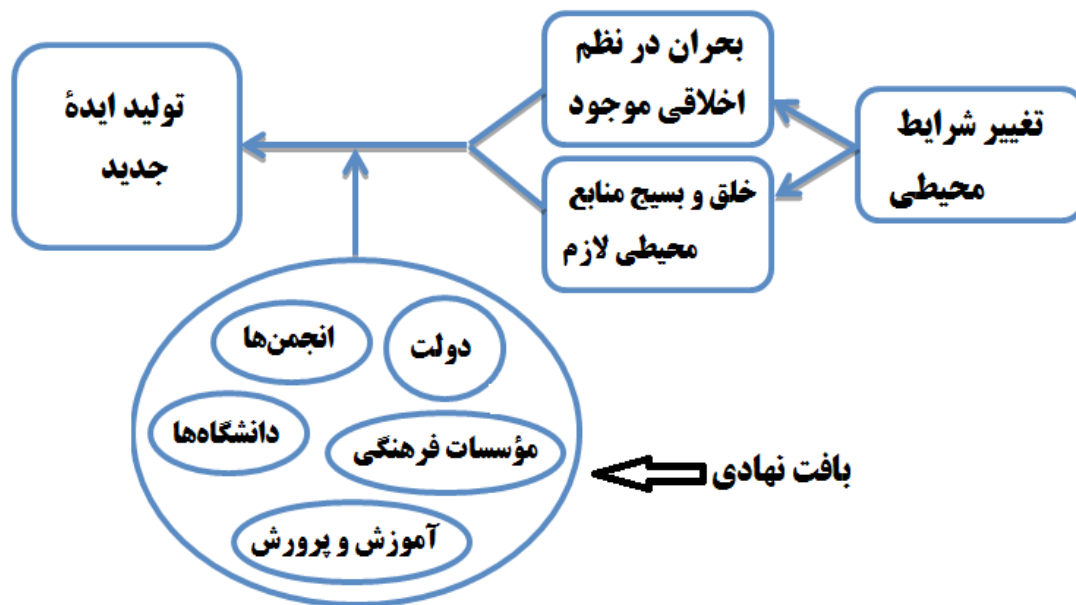 تغییر شرایط
محیطی
بحران در نظم
اخلاقی موجود
خلق و بسیج منابع
محیطی لازم
تولید ایدهٔ
جدید
دولت
انجمن‌ها
دانشگاه‌ها
مؤسسات فرهنگی
آموزش و پرورش
بافت نهادی